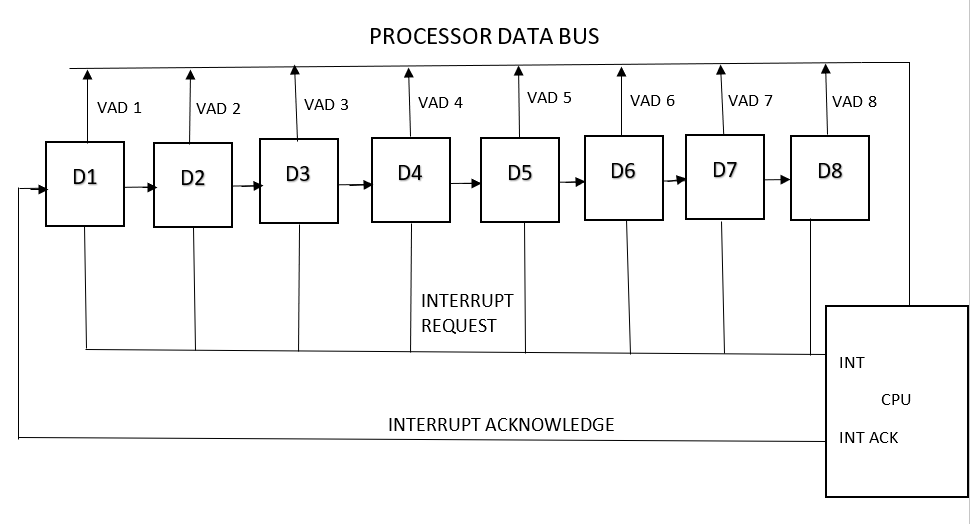 PROCESSOR DATA BUS
VAD 1
VAD 2
VAD 3
VAD 4
VAD 5
VAD 6
VAD 7
VAD 8
D1
D2
D3
D4
D5
D6
D7
D8
INTERRUPT
REQUEST
INT
CPU
INTERRUPT ACKNOWLEDGE
INT ACK